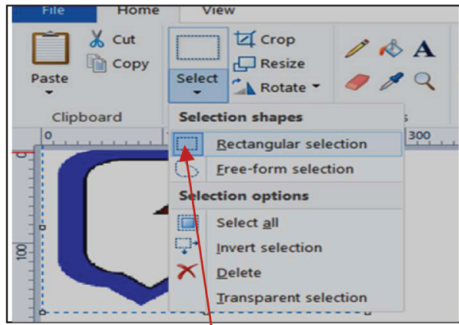 File Home View
Cut Crop
Copy Resize
Paste Select Rotate
Clipboard Selection shapes s
0 300
Rectangular selection
Free-form selection
Selection options
Select all
100 Invert selection
Delete
Transparent selection